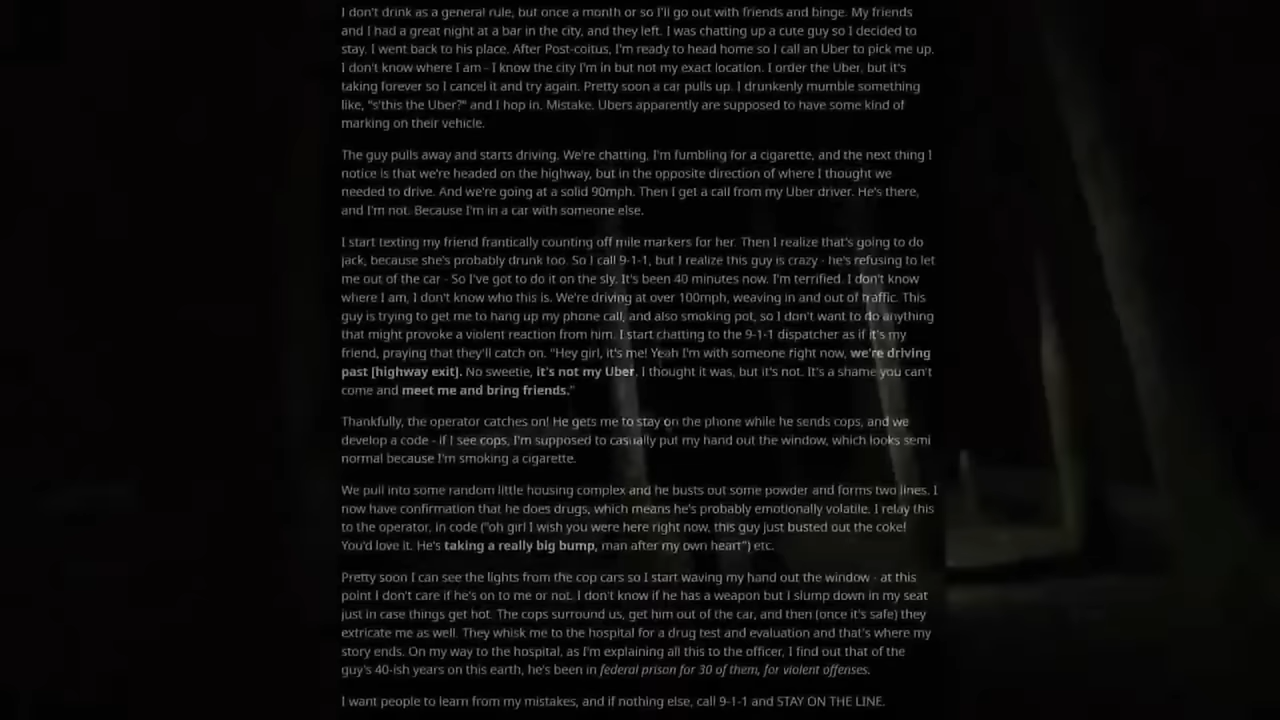 I don't drink as a general rule, but once a month or so I'll go out with friends and binge. My friends
and I had a great night at a bar in the city, and they left. I was chatting up a cute guy so I decided to
stay. I went back to his place. After Post-coitus, I'm ready to head home so I call an Uber to pick me up.
I don't know where I am - I know the city I'm in but not my exact location. I order the Uber, but it's
taking forever so I cancel it and try again. Pretty soon a car pulls up. I drunkenly mumble something
like, "s'this the Uber?" and I hop in. Mistake. Ubers apparently are supposed to have some kind of
marking on their vehicle.
The guy pulls away and starts driving. We're chatting, I'm fumbling for a cigarette, and the next thing I
notice is that we're headed on the highway, but in the opposite direction of where I thought we
needed to drive. And we're going at a solid 90mph. Then I get a call from my Uber driver. He's there,
and I'm not. Because I'm in a car with someone else.
I start texting my friend frantically counting off mile markers for her. Then I realize that's going to do
jack, because she's probably drunk too. So I call 9-1-1, but I realize this guy is crazy - he's refusing to let
me out of the car - So I've got to do it on the sly. It's been 40 minutes now. I'm terrified. I don't know
where I am, I don't know who this is. We're driving at over 100mph, weaving in and out of traffic. This
guy is trying to get me to hang up my phone call, and also smoking pot, so I don't want to do anything
that might provoke a violent reaction from him. I start chatting to the 9-1-1 dispatcher as if it's my
friend, praying that they'll catch on. "Hey girl, it's me! Yeah I'm with someone right now, we're driving
past [highway exit]. No sweetie, it's not my Uber. I thought it was, but it's not. It's a shame you can't
come and meet me and bring friends."
Thankfully, the operator catches on! He gets me to stay on the phone while he sends cops, and we
develop a code - if I see cops, I'm supposed to casually put my hand out the window, which looks semi
normal because I'm smoking a cigarette.
We pull into some random little housing complex and he busts out some powder and forms two lines. I
now have confirmation that he does drugs, which means he's probably emotionally volatile. I relay this
to the operator, in code ("oh girl I wish you were here right now, this guy just busted out the coke!
You'd love it. He's taking a really big bump, man after my own heart") etc.
Pretty soon I can see the lights from the cop cars so I start waving my hand out the window - at this
point I don't care if he's on to me or not. I don't know if he has a weapon but I slump down in my seat
just in case things get hot. The cops surround us, get him out of the car, and then (once it's safe) they
extricate me as well. They whisk me to the hospital for a drug test and evaluation and that's where my
story ends. On my way to the hospital, as I'm explaining all this to the officer, I find out that of the
guy's 40-ish years on this earth, he's been in federal prison for 30 of them, for violent offenses.
I want people to learn from my mistakes, and if nothing else, call 9-1-1 and STAY ON THE LINE.